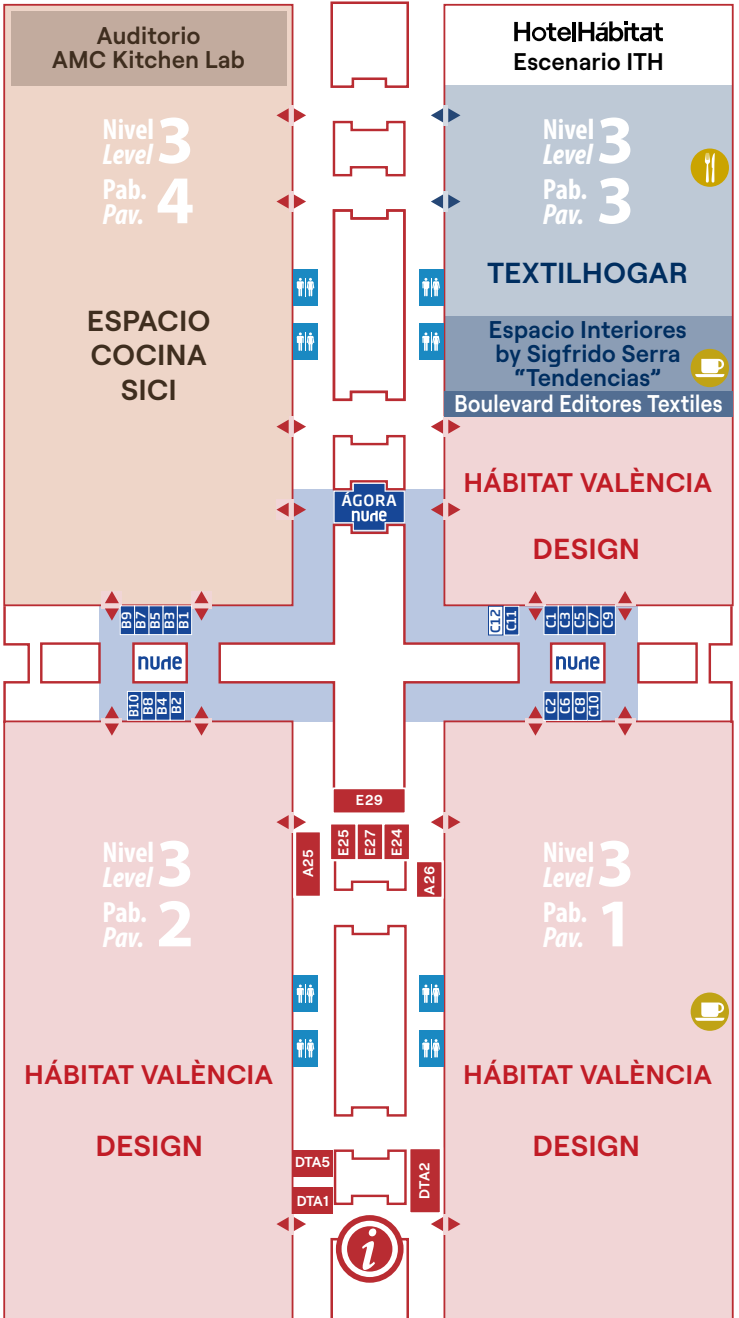 Auditorio
AMC Kitchen Lab
HotelHábitat
Escenario ITH
Nivel
Level 3
Pab.
Pav. 4
Nivel
Level 3
Pab.
Pav. 3
TEXTILHOGAR
ESPACIO
COCINA
SICI
Espacio Interiores
by Sigfrido Serra
"Tendencias"
Boulevard Editores Textiles
HÁBITAT VALÈNCIA
DESIGN
ÁGORA
nude
B9 B7 B5 B3 B1
C12 C11 C1 C3 C5 C7 C9
nude
nude
B10 B8 B4 B2
C2 C6 C8 C10
E29
E25 E27 E24
A25
A26
Nivel
Level 3
Pab.
Pav. 2
Nivel
Level 3
Pab.
Pav. 1
HÁBITAT VALÈNCIA
DESIGN
HÁBITAT VALÈNCIA
DESIGN
DTA5
DTA1
DTA2
i